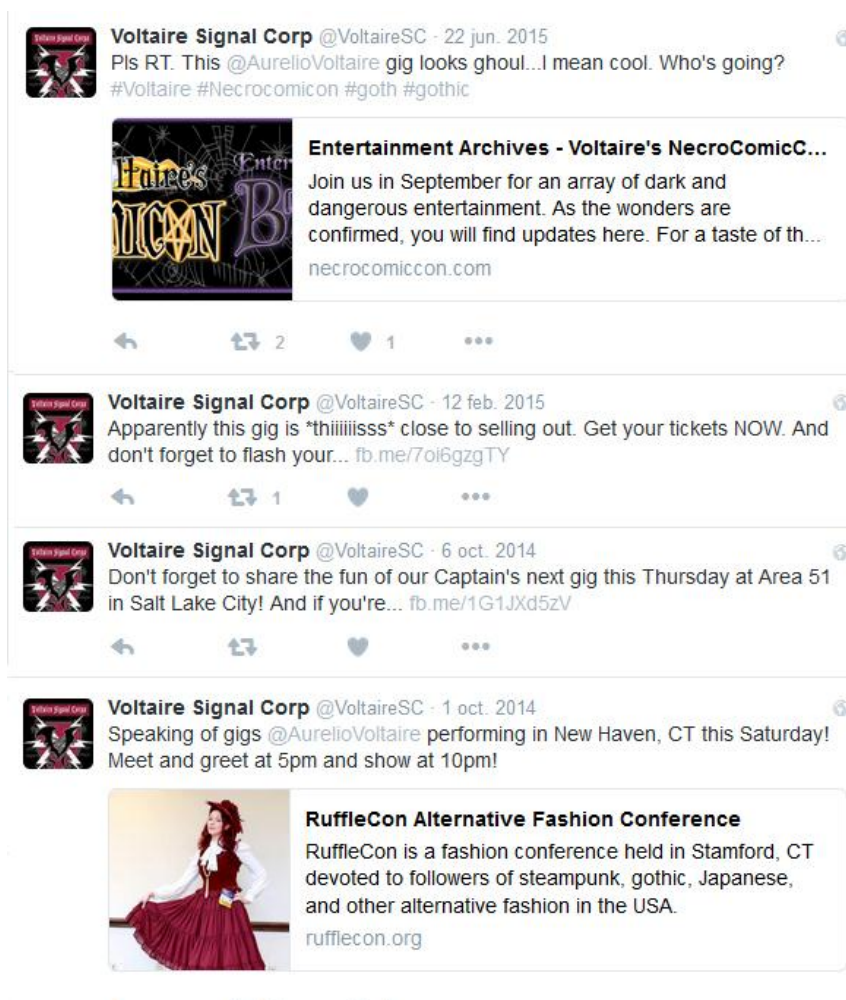 Voltaire Signal Corp @VoltaireSC · 22 jun. 2015
Pls RT. This @AurelioVoltaire gig looks ghoul...I mean cool. Who's going?
#Voltaire #Necrocomicon #goth #gothic
Entertainment Archives - Voltaire's NecroComicC...
Join us in September for an array of dark and
dangerous entertainment. As the wonders are
confirmed, you will find updates here. For a taste of th...
necrocomiccon.com
2 1
Voltaire Signal Corp @VoltaireSC · 12 feb. 2015
Apparently this gig is *thiiiiiisss* close to selling out. Get your tickets NOW. And
don't forget to flash your... fb.me/7oi6gzgTY
1
Voltaire Signal Corp @VoltaireSC · 6 oct. 2014
Don't forget to share the fun of our Captain's next gig this Thursday at Area 51
in Salt Lake City! And if you're... fb.me/1G1JXd5zV
Voltaire Signal Corp @VoltaireSC · 1 oct. 2014
Speaking of gigs @AurelioVoltaire performing in New Haven, CT this Saturday!
Meet and greet at 5pm and show at 10pm!
RuffleCon Alternative Fashion Conference
RuffleCon is a fashion conference held in Stamford, CT
devoted to followers of steampunk, gothic, Japanese,
and other alternative fashion in the USA.
rufflecon.org